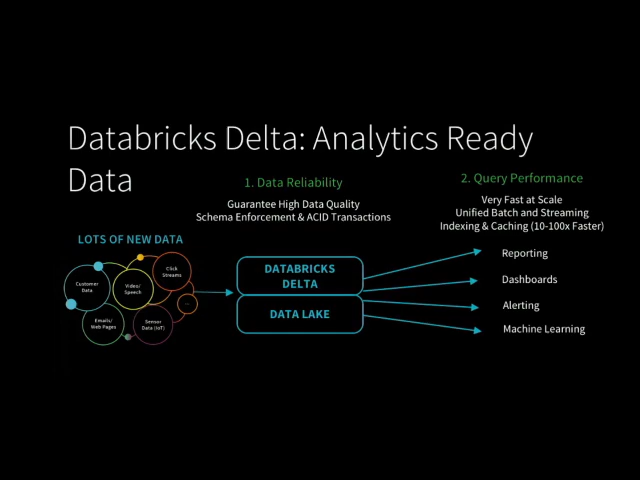 Databricks Delta: Analytics Ready
Data
1. Data Reliability
Guarantee High Data Quality
Schema Enforcement & ACID Transactions
2. Query Performance
Very Fast at Scale
Unified Batch and Streaming
Indexing & Caching (10-100x Faster)
LOTS OF NEW DATA
Customer
Data
Video/
Speech
Click
Streams
...
Emails/
Web Pages
Sensor
Data (IoT)
DATABRICKS
DELTA
DATA LAKE
Reporting
Dashboards
Alerting
Machine Learning